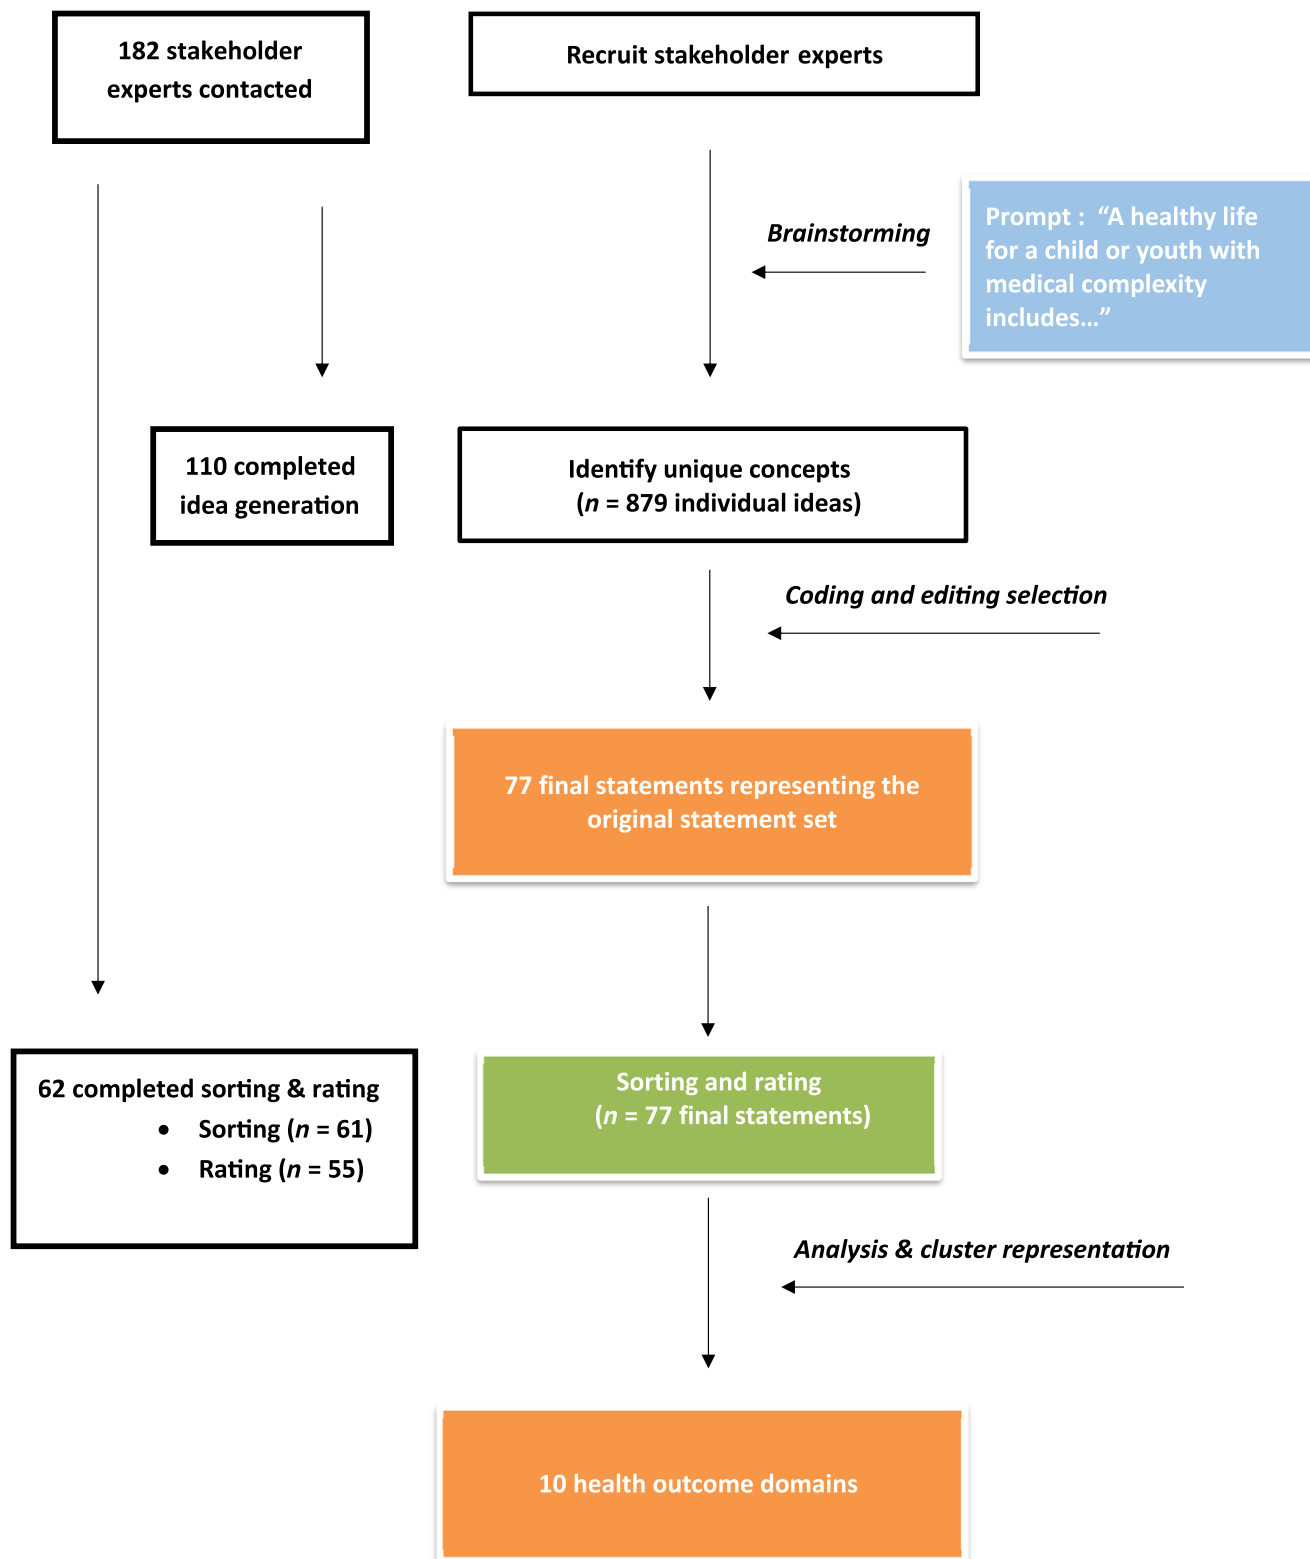 182 stakeholder
experts contacted
Recruit stakeholder experts
Brainstorming
Prompt : “A healthy life
for a child or youth with
medical complexity
includes…”
110 completed
idea generation
Identify unique concepts
(n = 879 individual ideas)
Coding and editing selection
77 final statements representing the
original statement set
62 completed sorting & rating
• Sorting (n = 61)
• Rating (n = 55)
Sorting and rating
(n = 77 final statements)
Analysis & cluster representation
10 health outcome domains